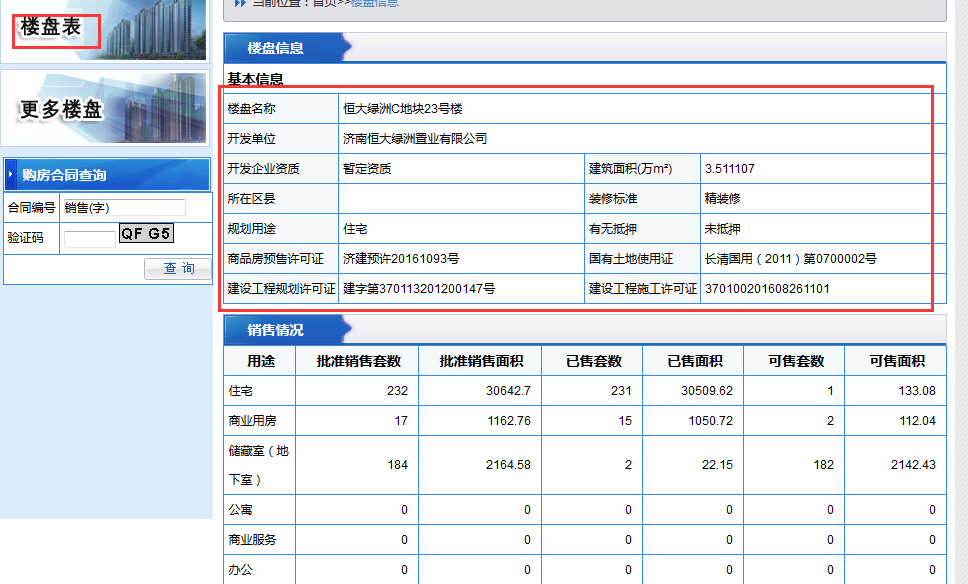 当前位置：首页>>楼盘信息
楼盘表
更多楼盘
购房合同查询
合同编号 销售(字)
验证码 QF G5
查 询
楼盘信息
基本信息
楼盘名称 恒大绿洲C地块23号楼
开发单位 济南恒大绿洲置业有限公司
开发企业资质 暂定资质 建筑面积(万m²) 3.511107
所在区县 装修标准 精装修
规划用途 住宅 有无抵押 未抵押
商品房预售许可证 济建预许20161093号 国有土地使用证 长清国用（2011）第0700002号
建设工程规划许可证 建字第370113201200147号 建设工程施工许可证 370100201608261101
销售情况
用途 批准销售套数 批准销售面积 已售套数 已售面积 可售套数 可售面积
住宅 232 30642.7 231 30509.62 1 133.08
商业用房 17 1162.76 15 1050.72 2 112.04
储藏室（地
下室） 184 2164.58 2 22.15 182 2142.43
公寓 0 0 0 0 0 0
商业服务 0 0 0 0 0 0
办公 0 0 0 0 0 0